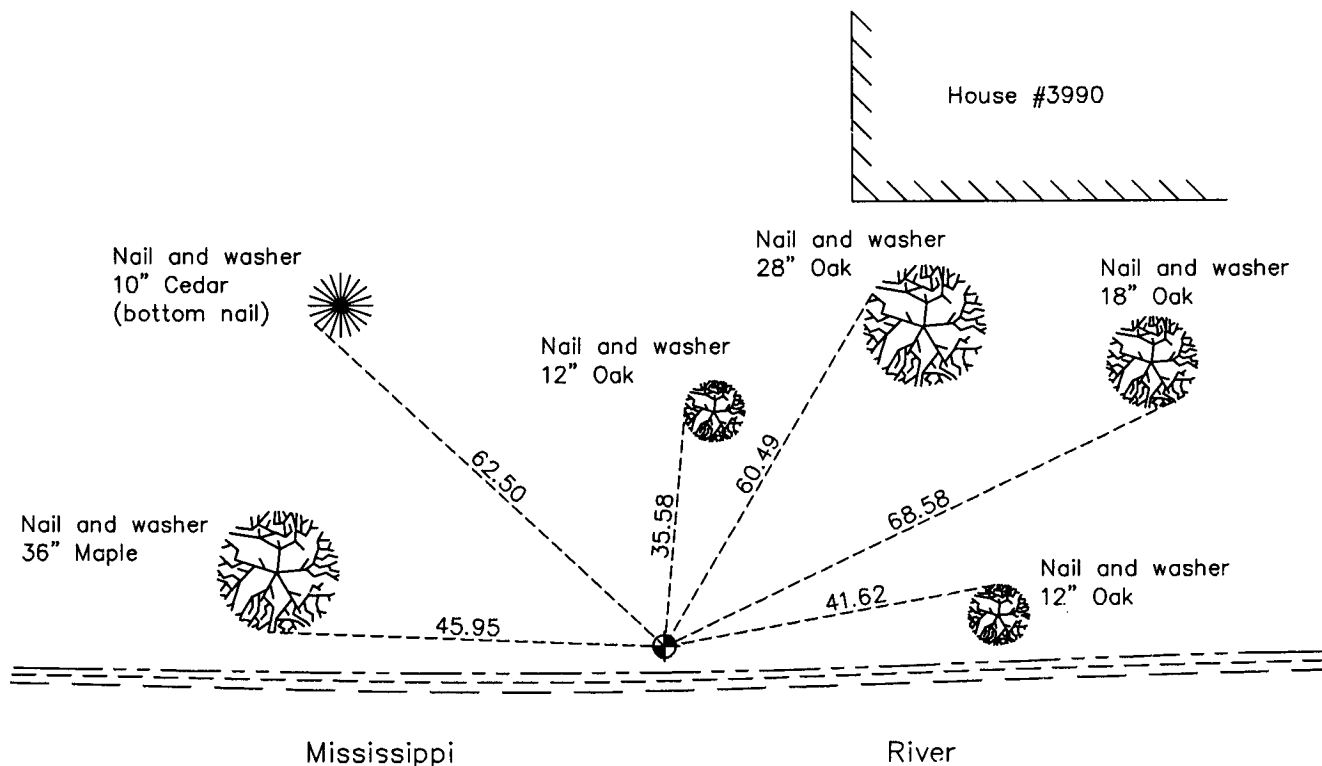 House #3990
Nail and washer
10" Cedar
(bottom nail)
Nail and washer
28" Oak
Nail and washer
18" Oak
Nail and washer
12" Oak
62.50
35.58
60.49
68.58
Nail and washer
36" Maple
45.95
41.62
Nail and washer
12" Oak
Mississippi River